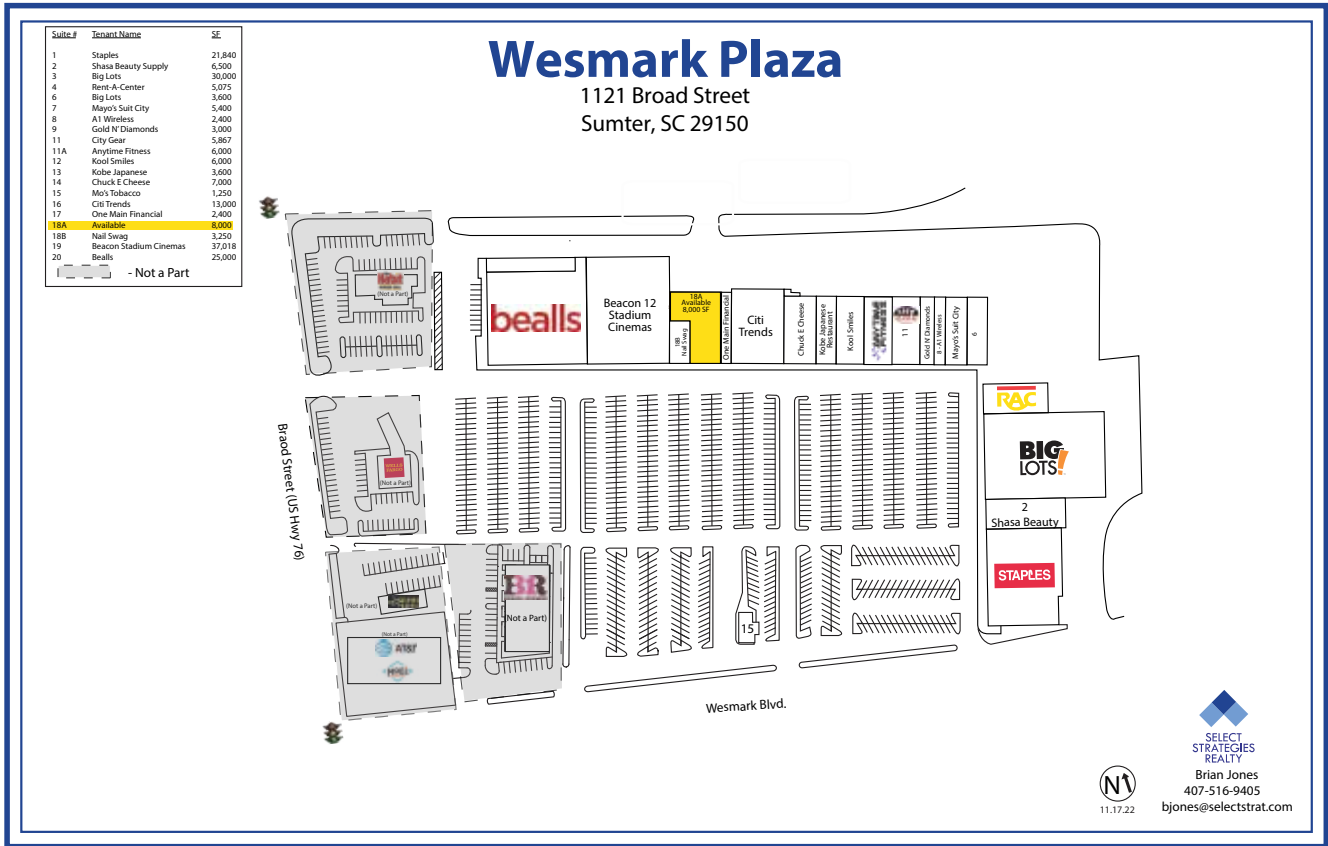 Wesmark Plaza
1121 Broad Street
Sumter, SC 29150
Suite # Tenant Name SF
1 Staples 21,840
2 Shasa Beauty Supply 6,500
3 Big Lots 30,000
4 Rent-A-Center 5,075
6 Big Lots 3,600
7 Mayo's Suit City 5,400
8 A1 Wireless 2,400
9 Gold N' Diamonds 3,000
11 City Gear 5,867
11A Anytime Fitness 6,000
12 Kool Smiles 6,000
13 Kobe Japanese 3,600
14 Chuck E Cheese 7,000
15 Mo's Tobacco 1,250
16 Citi Trends 13,000
17 One Main Financial 2,400
18A Available 8,000
18B Nail Swag 3,250
19 Beacon Stadium Cinemas 37,018
20 Bealls 25,000
- Not a Part
(Not a Part)
bealls
Beacon 12
Stadium
Cinemas
18A
Available
8,000 SF
18B
Nail Swag
One Main Financial
Citi
Trends
Chuck E Cheese
Kobe Japanese
Restaurant
Kool Smiles
11
Gold N' Diamonds
8 - A1 Wireless
Mayo's Suit City
6
RAC
BIG
LOTS!
2
Shasa Beauty
STAPLES
Braod Street (US Hwy 76)
WELLS
FARGO
(Not a Part)
(Not a Part)
BR
(Not a Part)
(Not a Part)
AT&T
15
Wesmark Blvd.
N
11.17.22
SELECT
STRATEGIES
REALTY
Brian Jones
407-516-9405
bjones@selectstrat.com